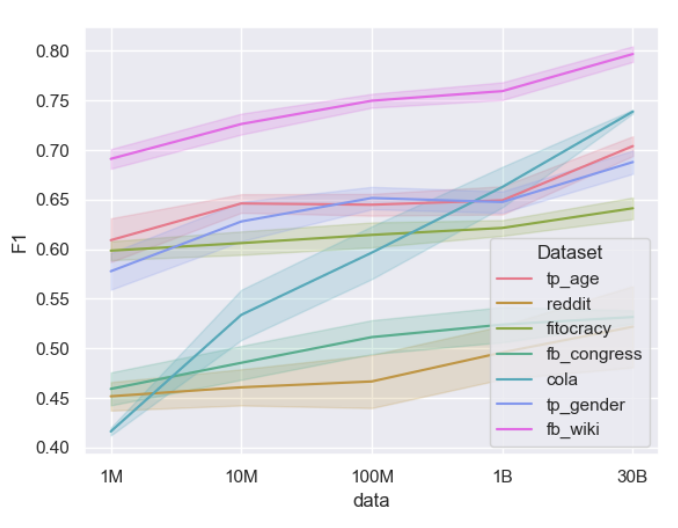 0.80
0.75
0.70
0.65
0.60
0.55
0.50
0.45
0.40
F1
1M 10M 100M 1B 30B
data
Dataset
tp_age
reddit
fitocracy
fb_congress
cola
tp_gender
fb_wiki